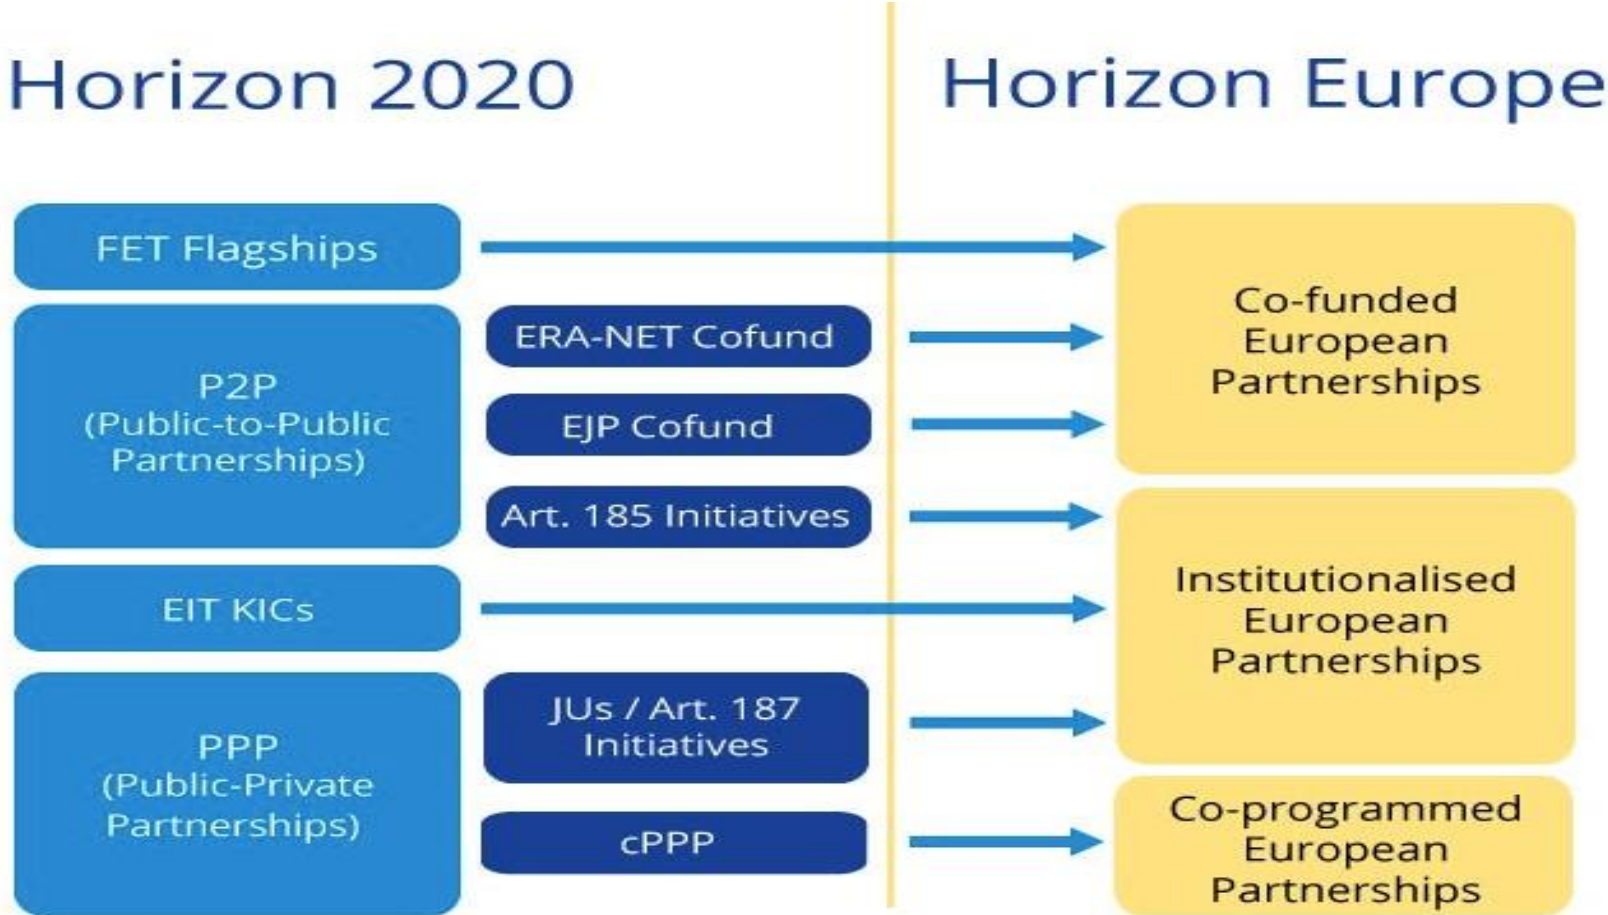 Horizon 2020
Horizon Europe
FET Flagships
P2P
(Public-to-Public
Partnerships)
ERA-NET Cofund
EJP Cofund
Art. 185 Initiatives
Co-funded
European
Partnerships
EIT KICs
Institutionalised
European
Partnerships
PPP
(Public-Private
Partnerships)
JUs / Art. 187
Initiatives
cPPP
Co-programmed
European
Partnerships